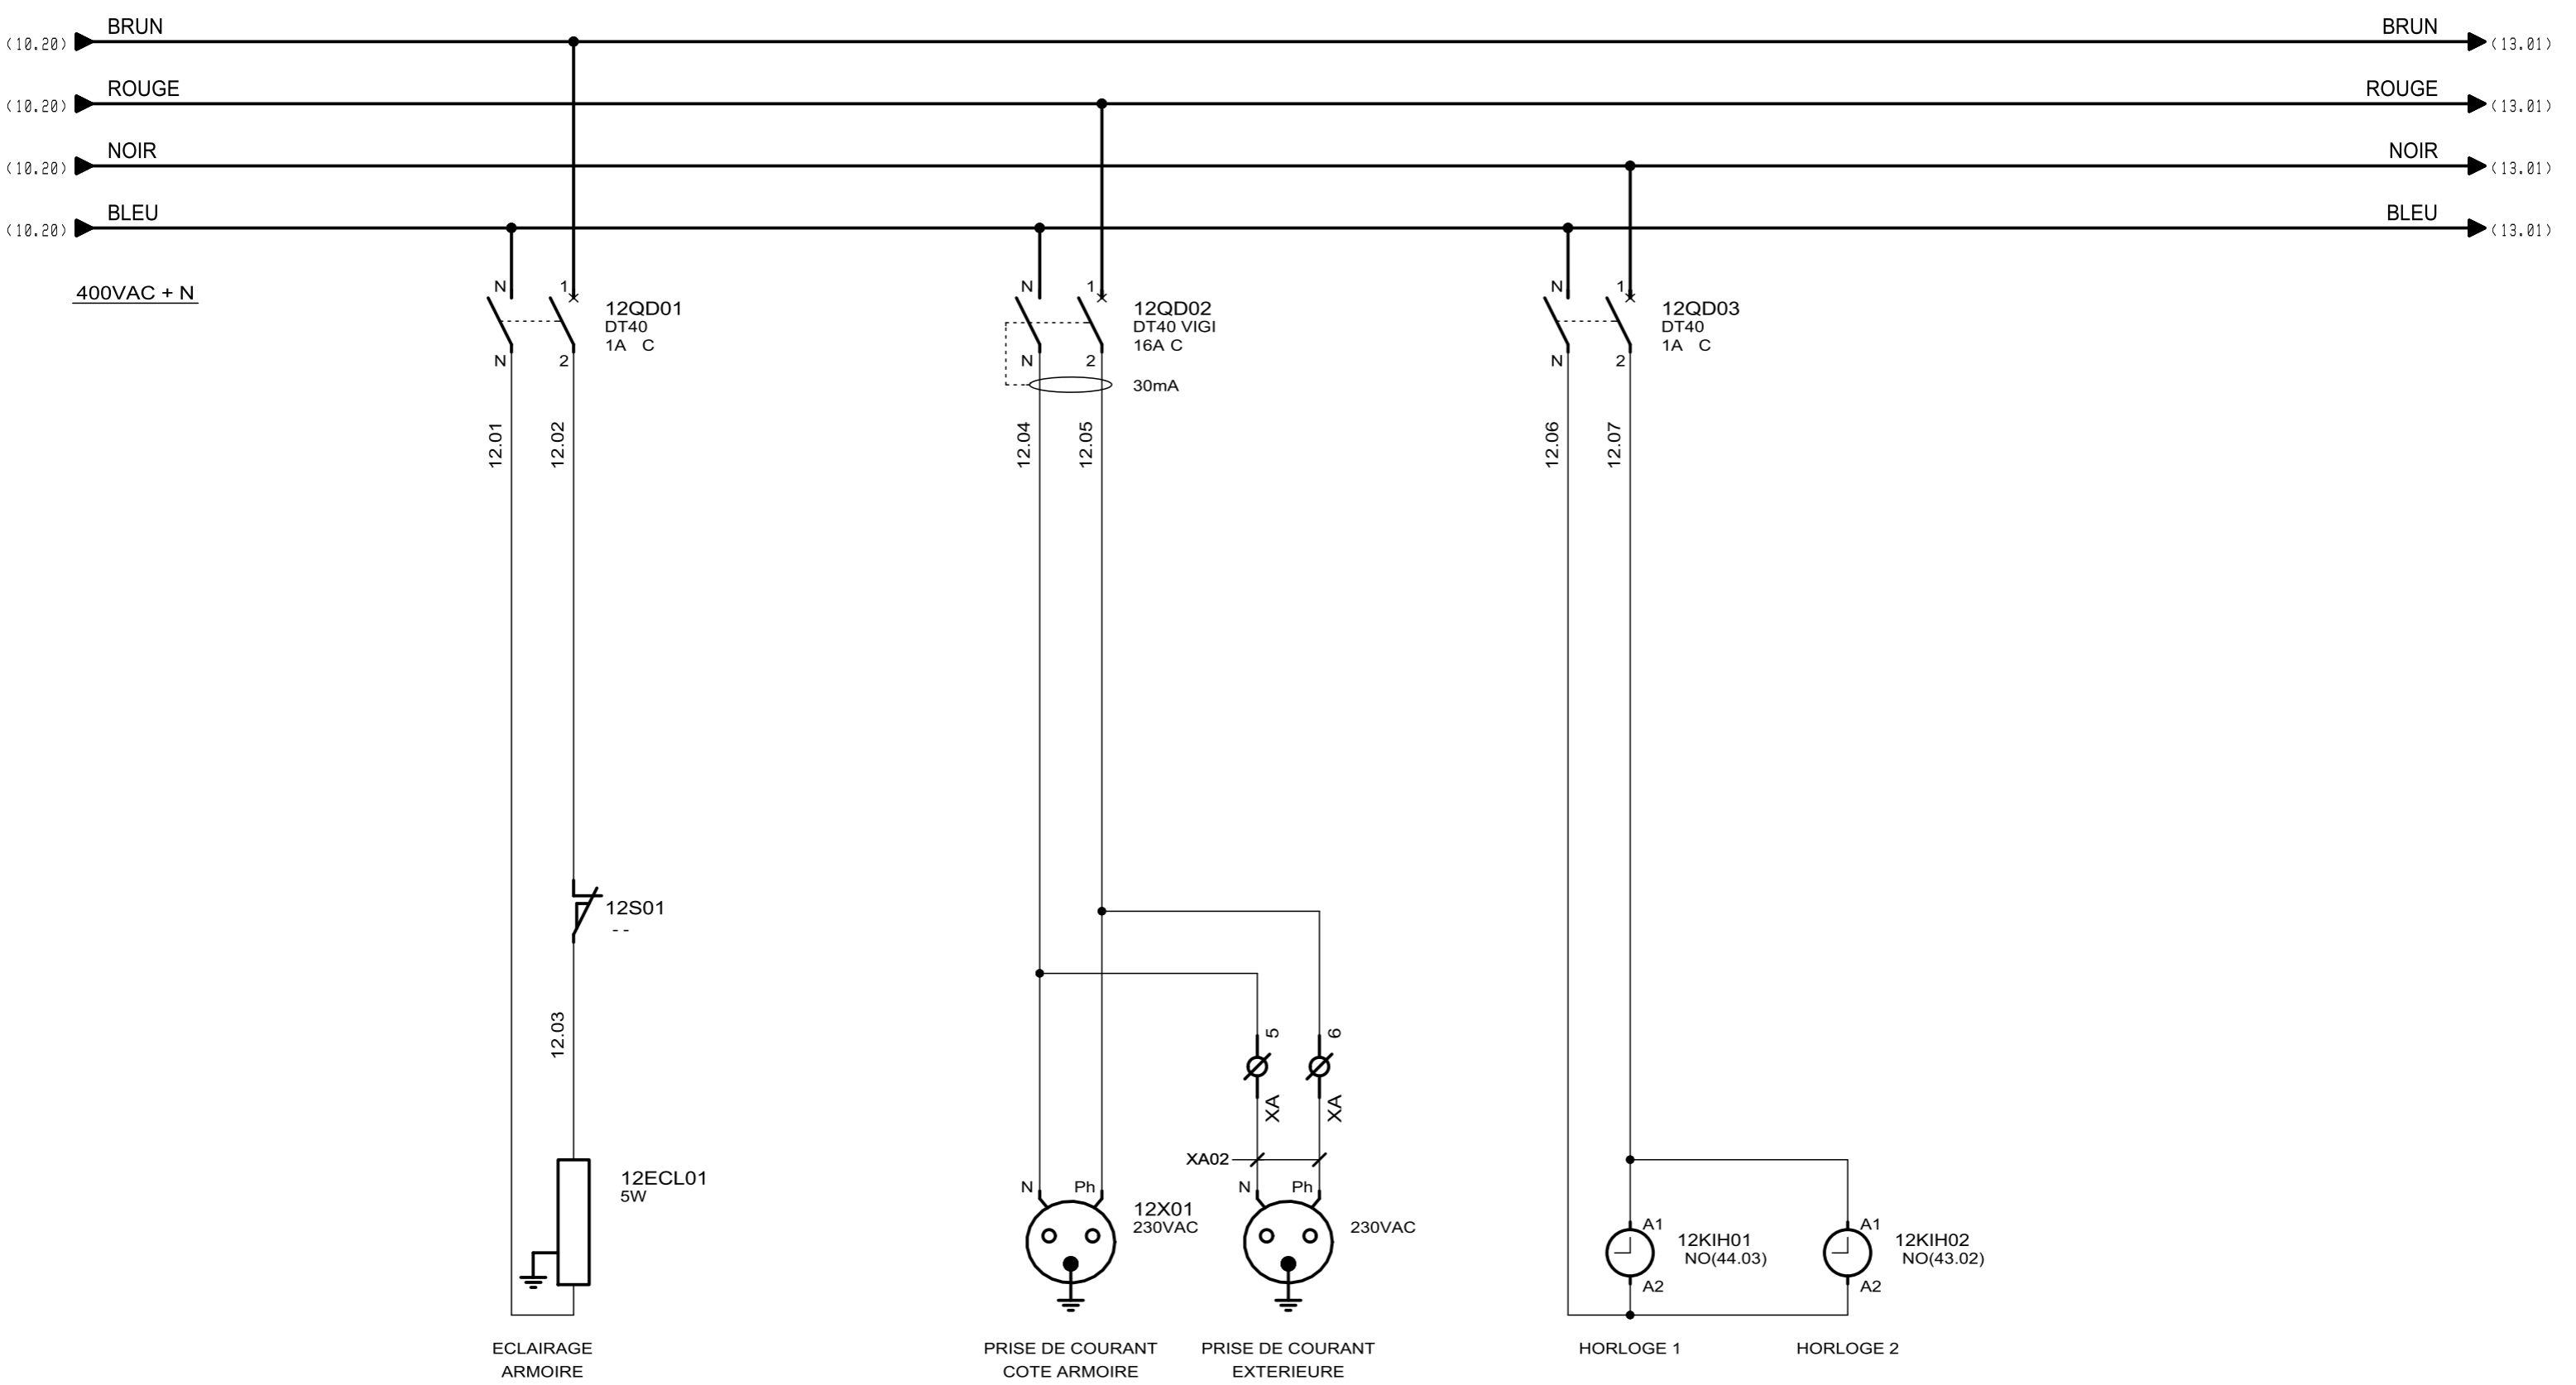 (10.20) BRUN BRUN (13.01)
(10.20) ROUGE ROUGE (13.01)
(10.20) NOIR NOIR (13.01)
(10.20) BLEU BLEU (13.01)
400VAC + N
N 1 12QD01
DT40
1A C
N 2
12.01 12.02
12S01
--
12.03
12ECL01
5W
ECLAIRAGE
ARMOIRE
N 1 12QD02
DT40 VIGI
16A C
N 2
30mA
12.04 12.05
5 6
XA XA
XA02
N Ph 12X01
230VAC
N Ph
230VAC
PRISE DE COURANT
COTE ARMOIRE
PRISE DE COURANT
EXTERIEURE
N 1 12QD03
DT40
1A C
N 2
12.06 12.07
A1 12KIH01
NO(44.03)
A2
A1 12KIH02
NO(43.02)
A2
HORLOGE 1
HORLOGE 2